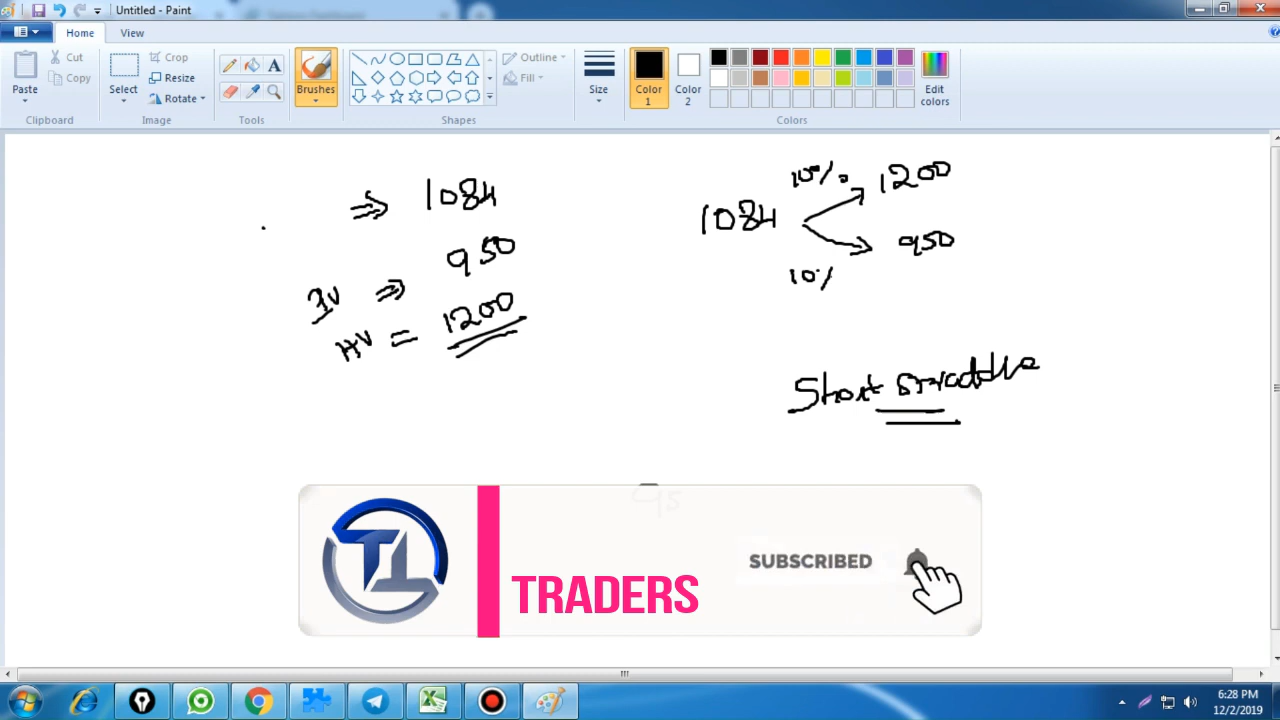 Untitled - Paint
Home
View
Paste
Cut
Copy
Clipboard
Select
Crop
Resize
Rotate
Image
A
Tools
Brushes
Outline
Fill
Shapes
Size
Color 1
Color 2
Edit colors
Colors
⇒ 1084
950
IV ⇒
HV = 1200
1084
10%
1200
950
10%
Short Straddle
95
TL
TRADERS
SUBSCRIBED
6:28 PM
12/2/2019